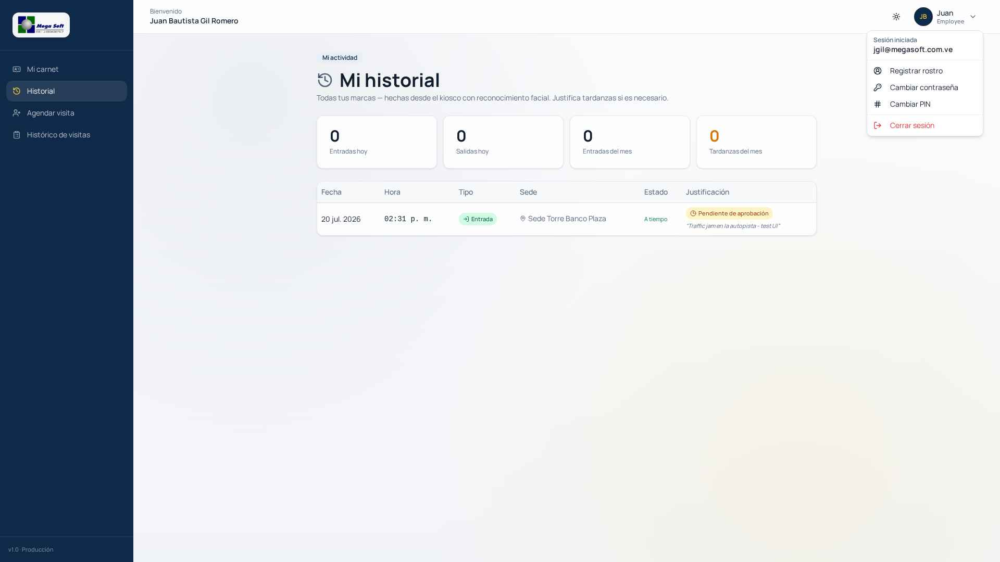 Mega Soft
Mi carnet
Historial
Agendar visita
Histórico de visitas
v1.0 · Producción
Bienvenido
Juan Bautista Gil Romero
JB
Juan
Employee
Sesión iniciada
jgil@megasoft.com.ve
Registrar rostro
Cambiar contraseña
Cambiar PIN
Cerrar sesión
Mi actividad
Mi historial
Todas tus marcas — hechas desde el kiosco con reconocimiento facial. Justifica tardanzas si es necesario.
0
Entradas hoy
0
Salidas hoy
0
Entradas del mes
0
Tardanzas del mes
Fecha Hora Tipo Sede Estado Justificación
20 jul. 2026 02:31 p. m. Entrada Sede Torre Banco Plaza A tiempo Pendiente de aprobación
"Traffic jam en la autopista - test UI"